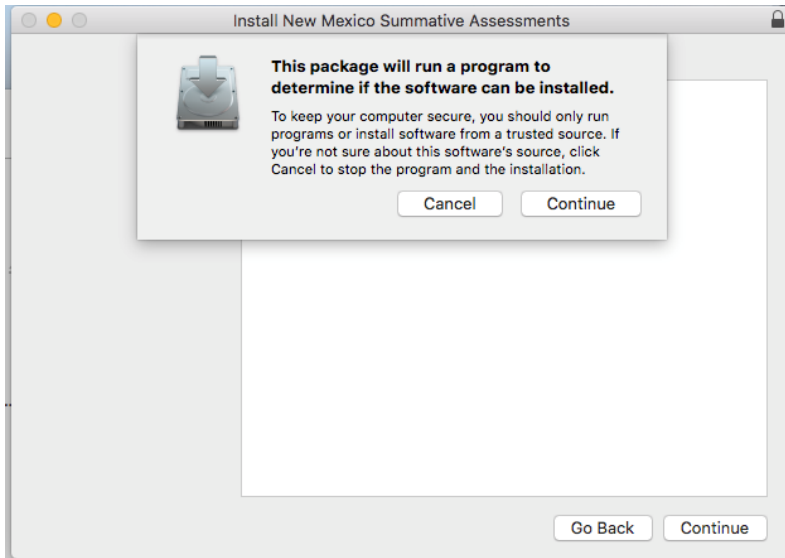 Install New Mexico Summative Assessments
This package will run a program to
determine if the software can be installed.
To keep your computer secure, you should only run
programs or install software from a trusted source. If
you're not sure about this software's source, click
Cancel to stop the program and the installation.
Cancel Continue
Go Back Continue